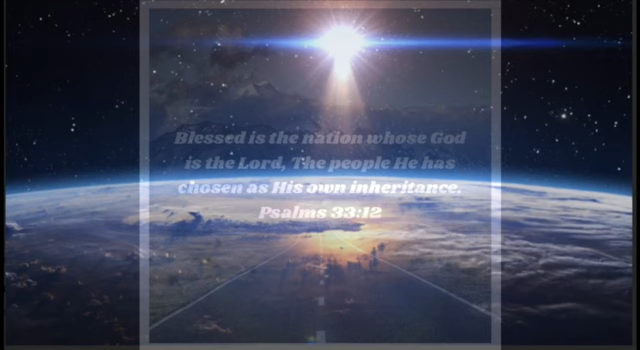 Blessed is the nation whose God
is the Lord, The people He has
chosen as His own inheritance.
Psalms 33:12